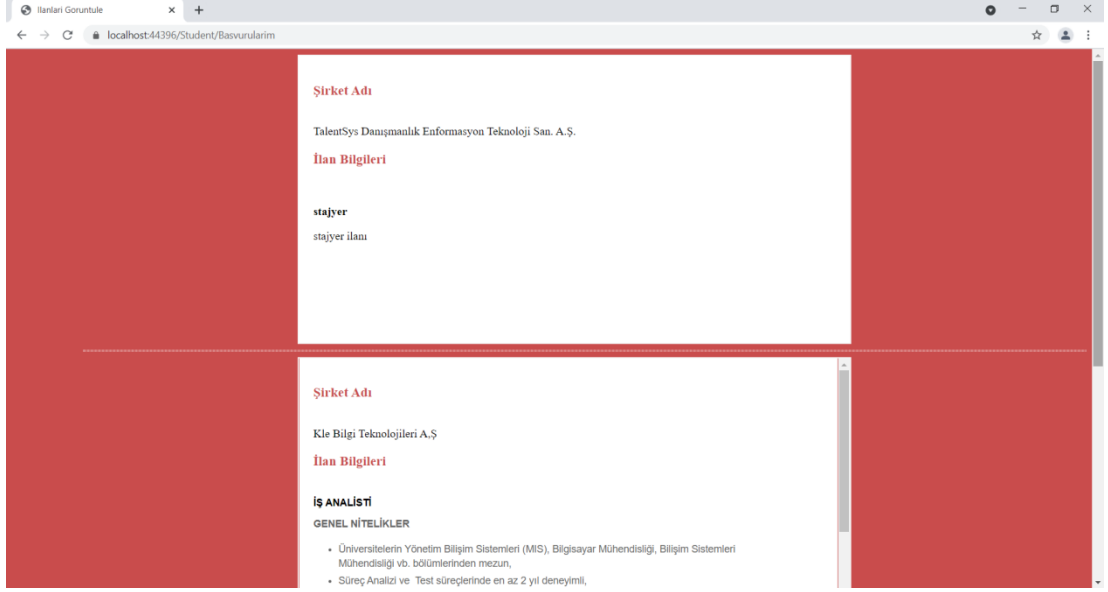 Ilanlari Goruntule
localhost:44396/Student/Basvurularim
Şirket Adı
TalentSys Danışmanlık Enformasyon Teknoloji San. A.Ş.
İlan Bilgileri
stajyer
stajyer ilanı
Şirket Adı
Kle Bilgi Teknolojileri A,Ş
İlan Bilgileri
İŞ ANALİSTİ
GENEL NİTELİKLER
• Üniversitelerin Yönetim Bilişim Sistemleri (MIS), Bilgisayar Mühendisliği, Bilişim Sistemleri
Mühendisliği vb. bölümlerinden mezun,
• Süreç Analizi ve Test süreçlerinde en az 2 yıl deneyimli,